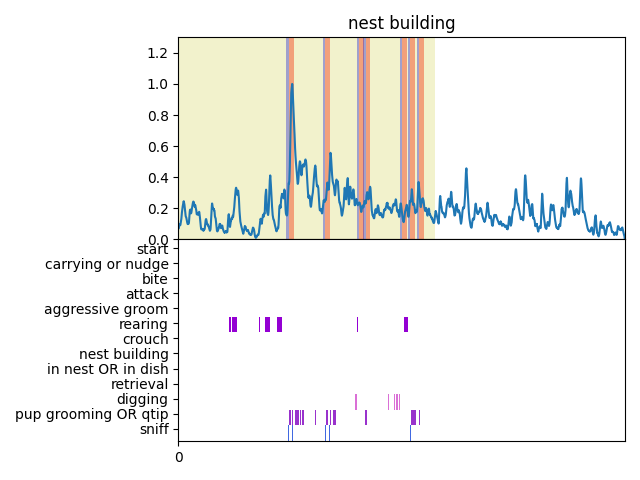 nest building
1.2
1.0
0.8
0.6
0.4
0.2
0.0
start
carrying or nudge
bite
attack
aggressive groom
rearing
crouch
nest building
in nest OR in dish
retrieval
digging
pup grooming OR qtip
sniff
0